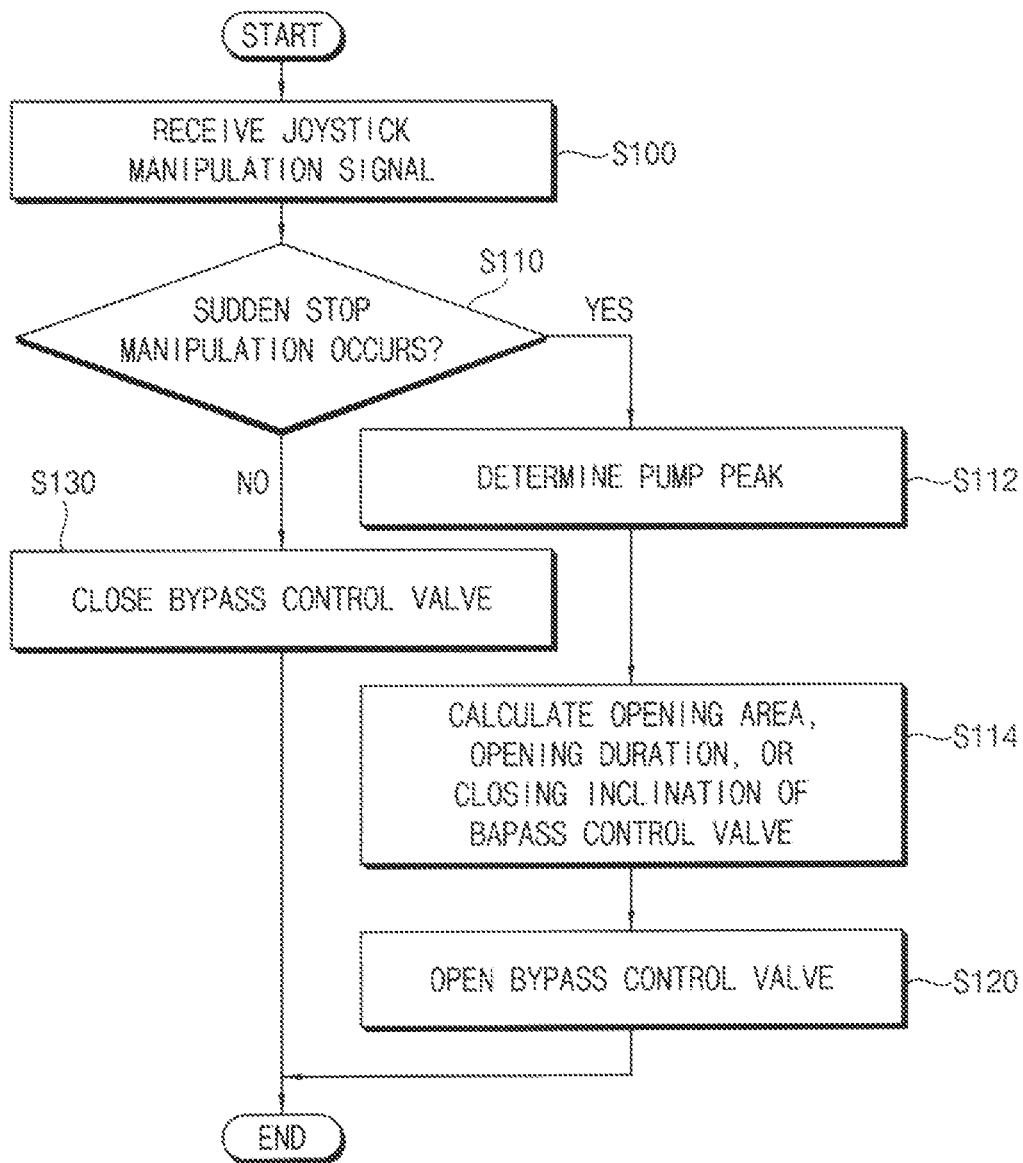 START
RECEIVE JOYSTICK
MANIPULATION SIGNAL
S100
S110
SUDDEN STOP
MANIPULATION OCCURS?
YES
DETERMINE PUMP PEAK
S112
S130
NO
CLOSE BYPASS CONTROL VALVE
CALCULATE OPENING AREA,
OPENING DURATION, OR
CLOSING INCLINATION OF
BAPASS CONTROL VALVE
S114
OPEN BYPASS CONTROL VALVE
S120
END